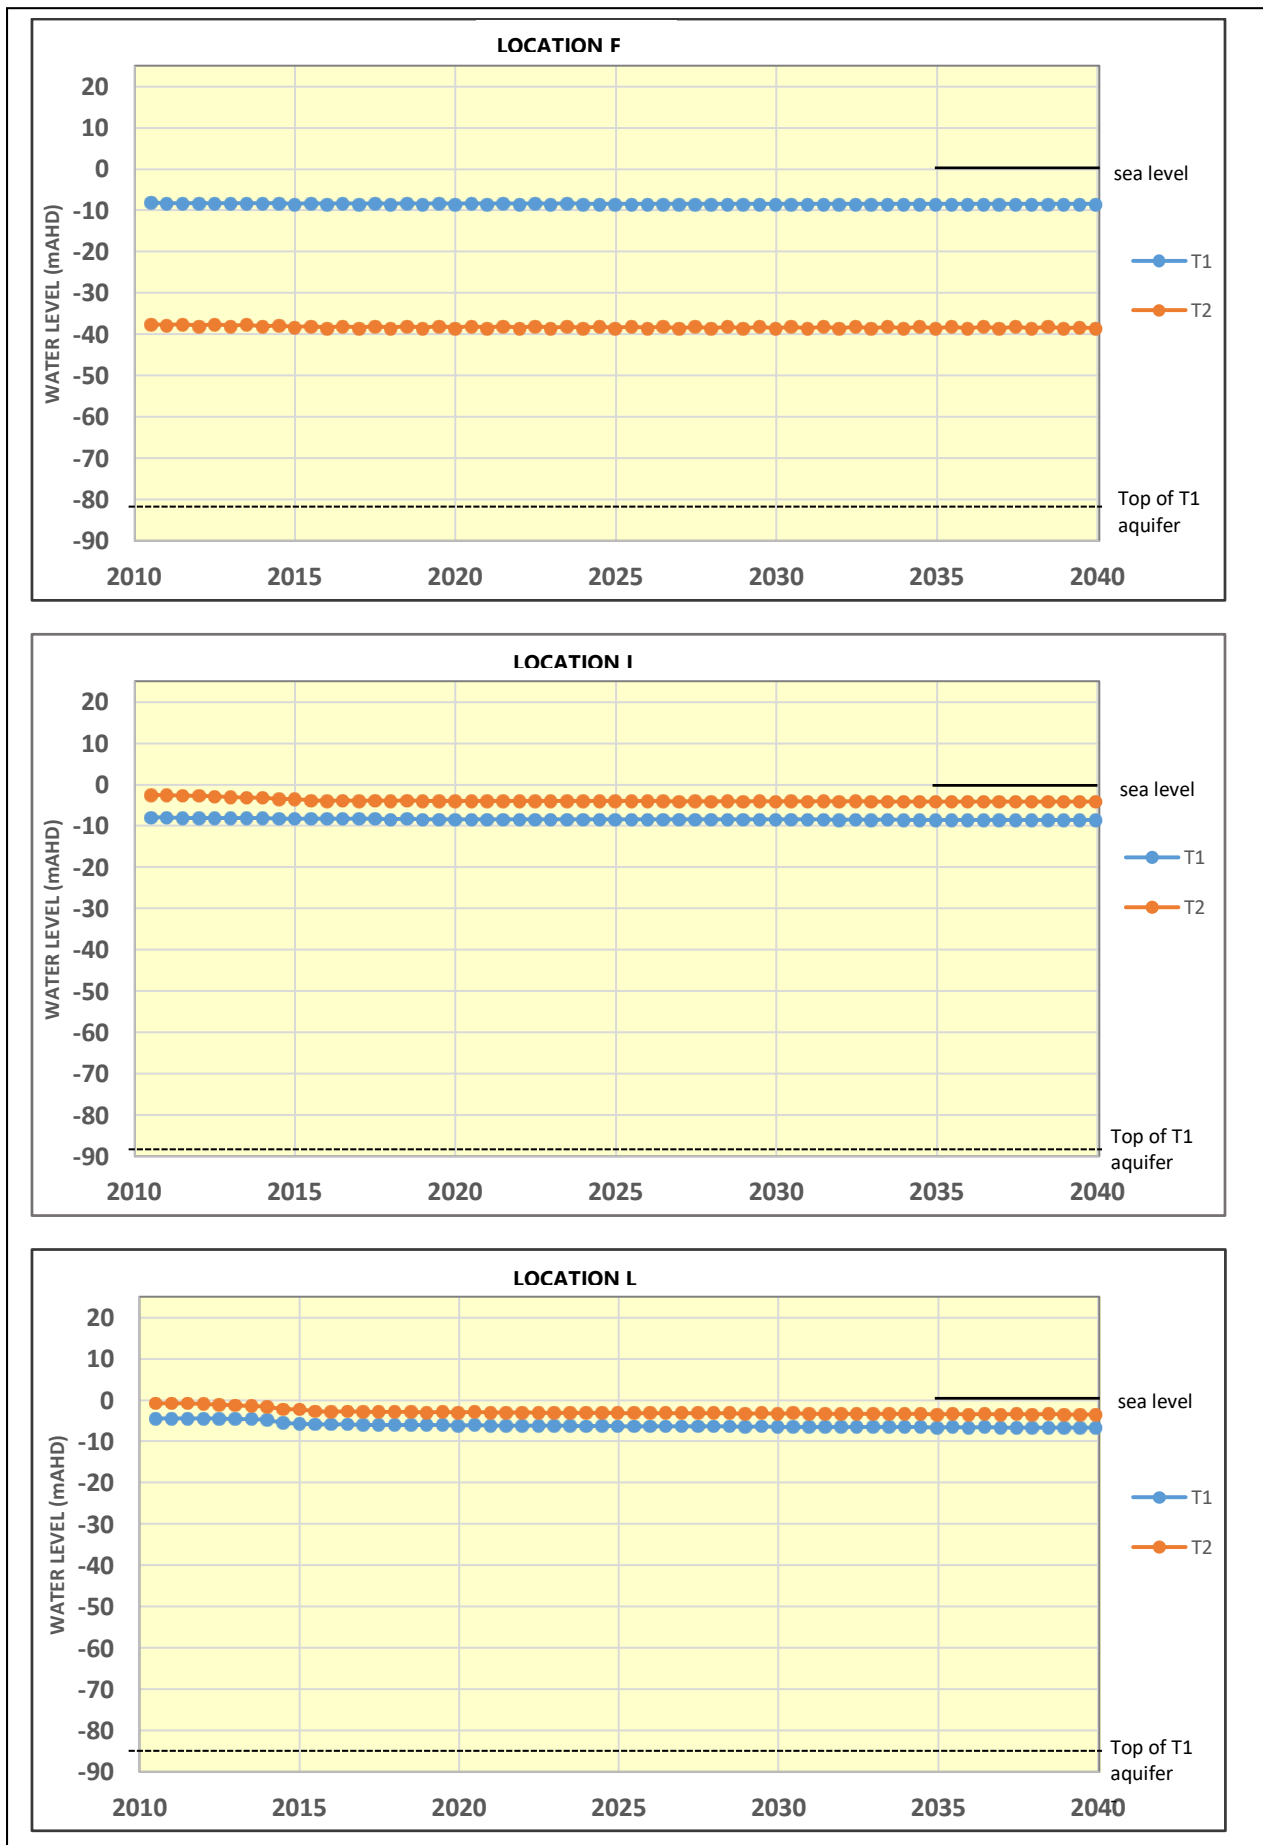 LOCATION F
WATER LEVEL (mAHD)
20
10
0
-10
-20
-30
-40
-50
-60
-70
-80
-90
2010 2015 2020 2025 2030 2035 2040
sea level
T1
T2
Top of T1
aquifer
LOCATION I
WATER LEVEL (mAHD)
20
10
0
-10
-20
-30
-40
-50
-60
-70
-80
-90
2010 2015 2020 2025 2030 2035 2040
sea level
T1
T2
Top of T1
aquifer
LOCATION L
WATER LEVEL (mAHD)
20
10
0
-10
-20
-30
-40
-50
-60
-70
-80
-90
2010 2015 2020 2025 2030 2035 2040
sea level
T1
T2
Top of T1
aquifer